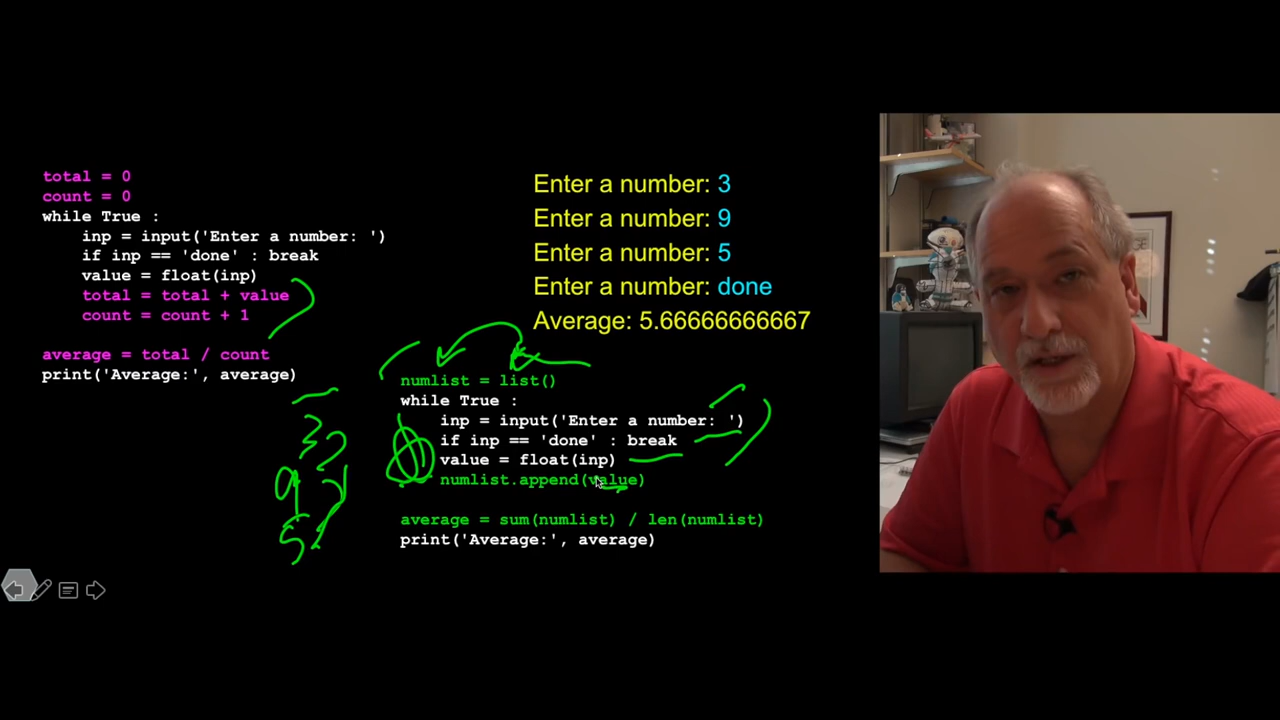 total = 0
count = 0
while True :
    inp = input('Enter a number: ')
    if inp == 'done' : break
    value = float(inp)
    total = total + value
    count = count + 1
average = total / count
print('Average:', average)
Enter a number: 3
Enter a number: 9
Enter a number: 5
Enter a number: done
Average: 5.66666666667
numlist = list()
while True :
    inp = input('Enter a number: ')
    if inp == 'done' : break
    value = float(inp)
    numlist.append(value)
average = sum(numlist) / len(numlist)
print('Average:', average)
3
9
5